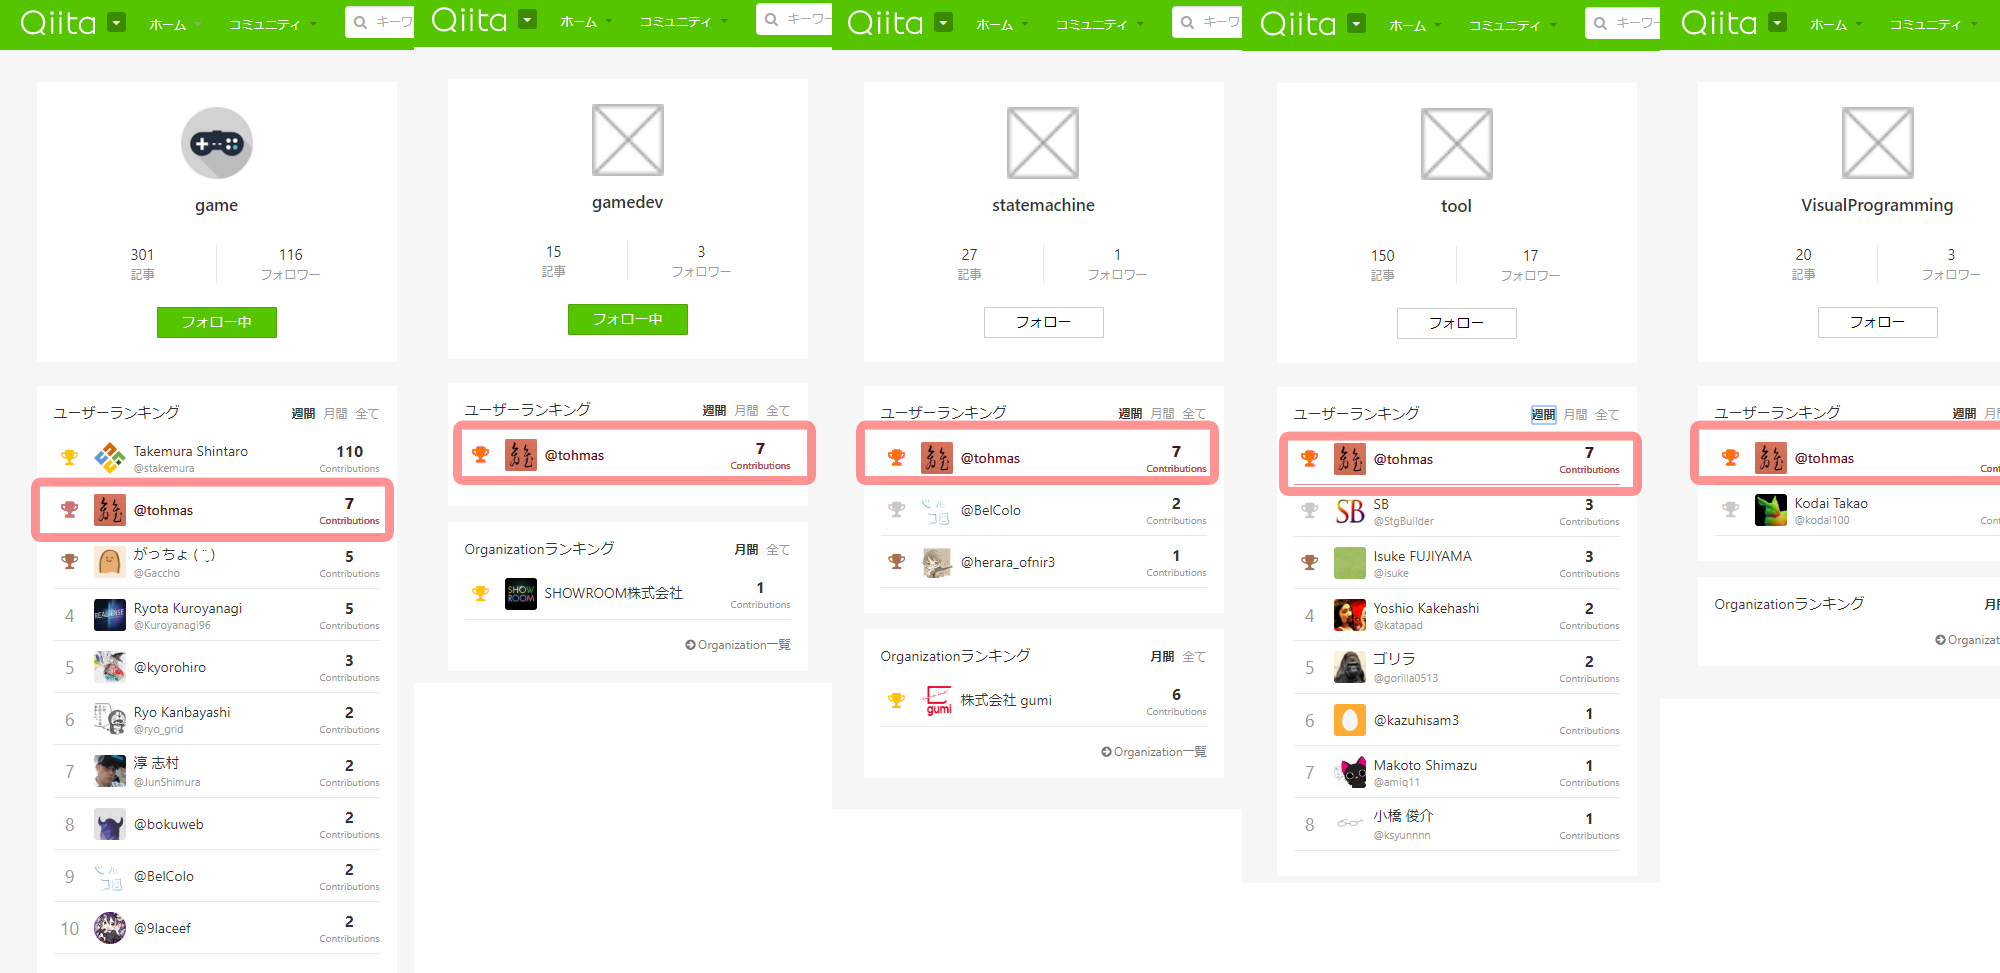 Qiita
ホーム
コミュニティ
キーワ
game
301
記事
116
フォロワー
フォロー中
ユーザーランキング
週間 月間 全て
Takemura Shintaro
@stakemura
110
Contributions
@tohmas
7
Contributions
がっちょ ( ¨̮ )
@Gaccho
5
Contributions
4
Ryota Kuroyanagi
@Kuroyanagi96
5
Contributions
5
@kyorohiro
3
Contributions
6
Ryo Kanbayashi
@ryo_grid
2
Contributions
7
淳 志村
@JunShimura
2
Contributions
8
@bokuweb
2
Contributions
9
@BelColo
2
Contributions
10
@9laceef
2
Contributions
Qiita
ホーム
コミュニティ
キーワ
gamedev
15
記事
3
フォロワー
フォロー中
ユーザーランキング
週間 月間 全て
@tohmas
7
Contributions
Organizationランキング
月間 全て
SHOW
ROOM
SHOWROOM株式会社
1
Contributions
Organization一覧
Qiita
ホーム
コミュニティ
キーワ
statemachine
27
記事
1
フォロワー
フォロー
ユーザーランキング
週間 月間 全て
@tohmas
7
Contributions
@BelColo
2
Contributions
@herara_ofnir3
1
Contributions
Organizationランキング
月間 全て
gumi
株式会社 gumi
6
Contributions
Organization一覧
Qiita
ホーム
コミュニティ
キーワ
tool
150
記事
17
フォロワー
フォロー
ユーザーランキング
週間 月間 全て
@tohmas
7
Contributions
SB
SB
@StgBuilder
3
Contributions
Isuke FUJIYAMA
@isuke
3
Contributions
4
Yoshio Kakehashi
@katapad
2
Contributions
5
ゴリラ
@gorilla0513
2
Contributions
6
@kazuhisam3
1
Contributions
7
Makoto Shimazu
@amiq11
1
Contributions
8
小橋 俊介
@ksyunnnn
1
Contributions
Qiita
ホーム
コミュニティ
VisualProgramming
20
記事
3
フォロワー
フォロー
ユーザーランキング
週間 月
@tohmas
Cont
Kodai Takao
@kodai100
Cont
Organizationランキング
月間
Organizat